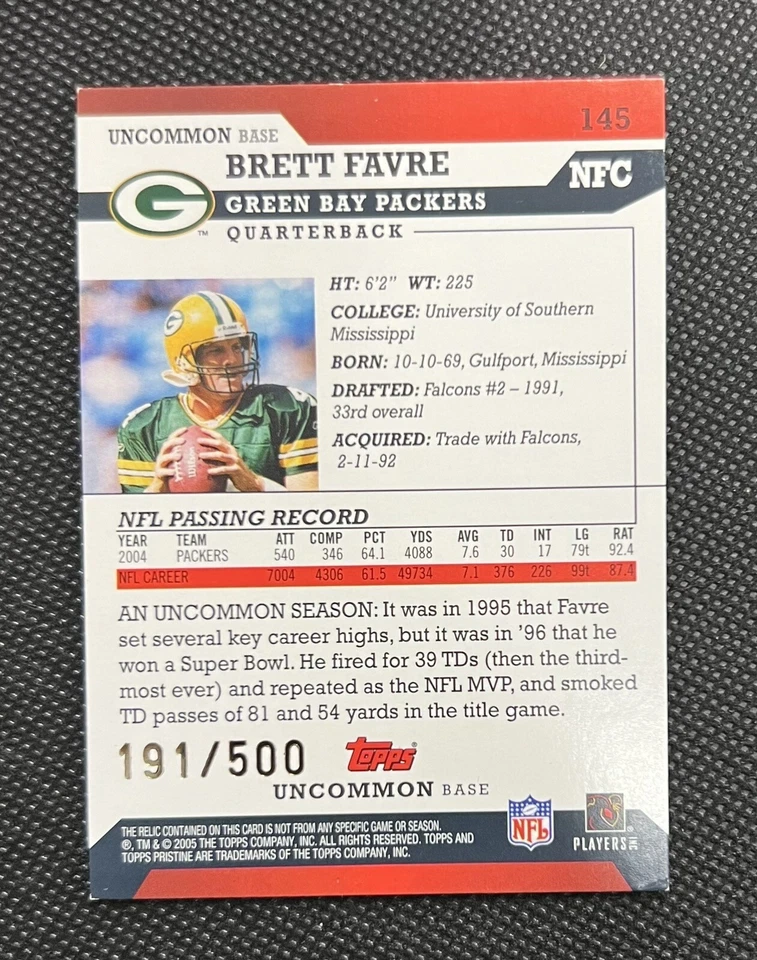 145
UNCOMMON BASE
BRETT FAVRE
NFC
G
GREEN BAY PACKERS
TM
QUARTERBACK
HT: 6'2" WT: 225
COLLEGE: University of Southern
Mississippi
BORN: 10-10-69, Gulfport, Mississippi
DRAFTED: Falcons #2 – 1991,
33rd overall
ACQUIRED: Trade with Falcons,
2-11-92
G
4
Wilson
NFL PASSING RECORD
YEAR TEAM ATT COMP PCT YDS AVG TD INT LG RAT
2004 PACKERS 540 346 64.1 4088 7.6 30 17 79t 92.4
NFL CAREER 7004 4306 61.5 49734 7.1 376 226 99t 87.4
AN UNCOMMON SEASON: It was in 1995 that Favre
set several key career highs, but it was in '96 that he
won a Super Bowl. He fired for 39 TDs (then the third-
most ever) and repeated as the NFL MVP, and smoked
TD passes of 81 and 54 yards in the title game.
191/500
Topps
UNCOMMON BASE
THE RELIC CONTAINED ON THIS CARD IS NOT FROM ANY SPECIFIC GAME OR SEASON.
®, TM & © 2005 THE TOPPS COMPANY, INC. ALL RIGHTS RESERVED. TOPPS AND
TOPPS PRISTINE ARE TRADEMARKS OF THE TOPPS COMPANY, INC.
NFL
PLAYERS INC